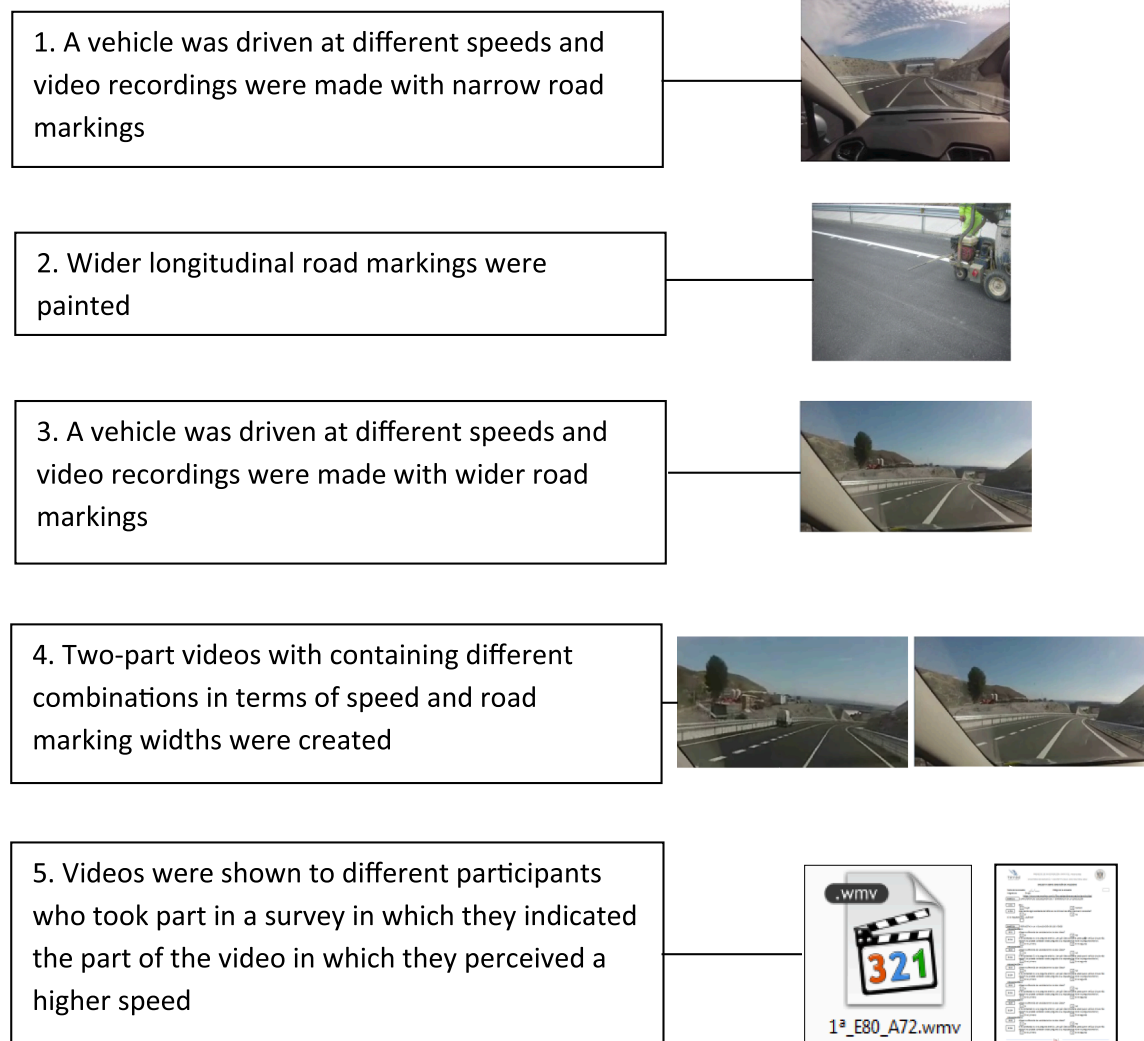 1. A vehicle was driven at different speeds and
video recordings were made with narrow road
markings
2. Wider longitudinal road markings were
painted
3. A vehicle was driven at different speeds and
video recordings were made with wider road
markings
4. Two-part videos with containing different
combinations in terms of speed and road
marking widths were created
5. Videos were shown to different participants
who took part in a survey in which they indicated
the part of the video in which they perceived a
higher speed
.wmv
321
1ª_E80_A72.wmv